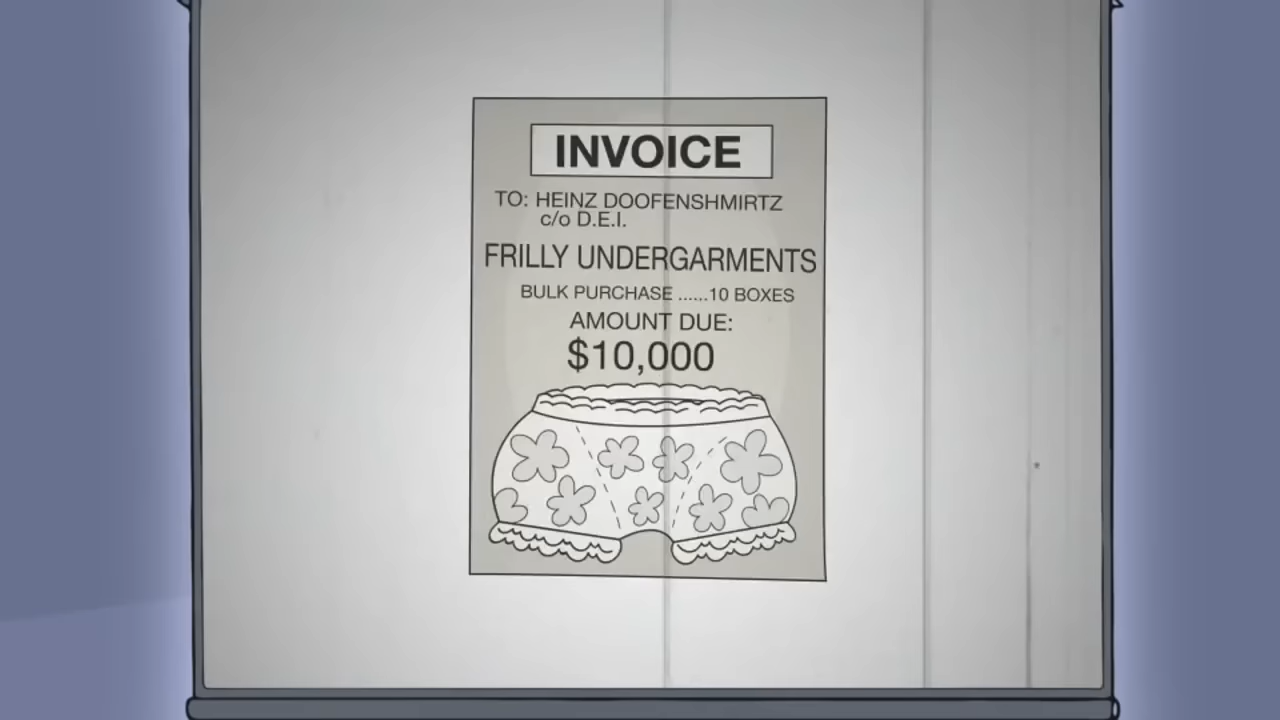 INVOICE
TO: HEINZ DOOFENSHMIRTZ
c/o D.E.I.
FRILLY UNDERGARMENTS
BULK PURCHASE ......10 BOXES
AMOUNT DUE:
$10,000